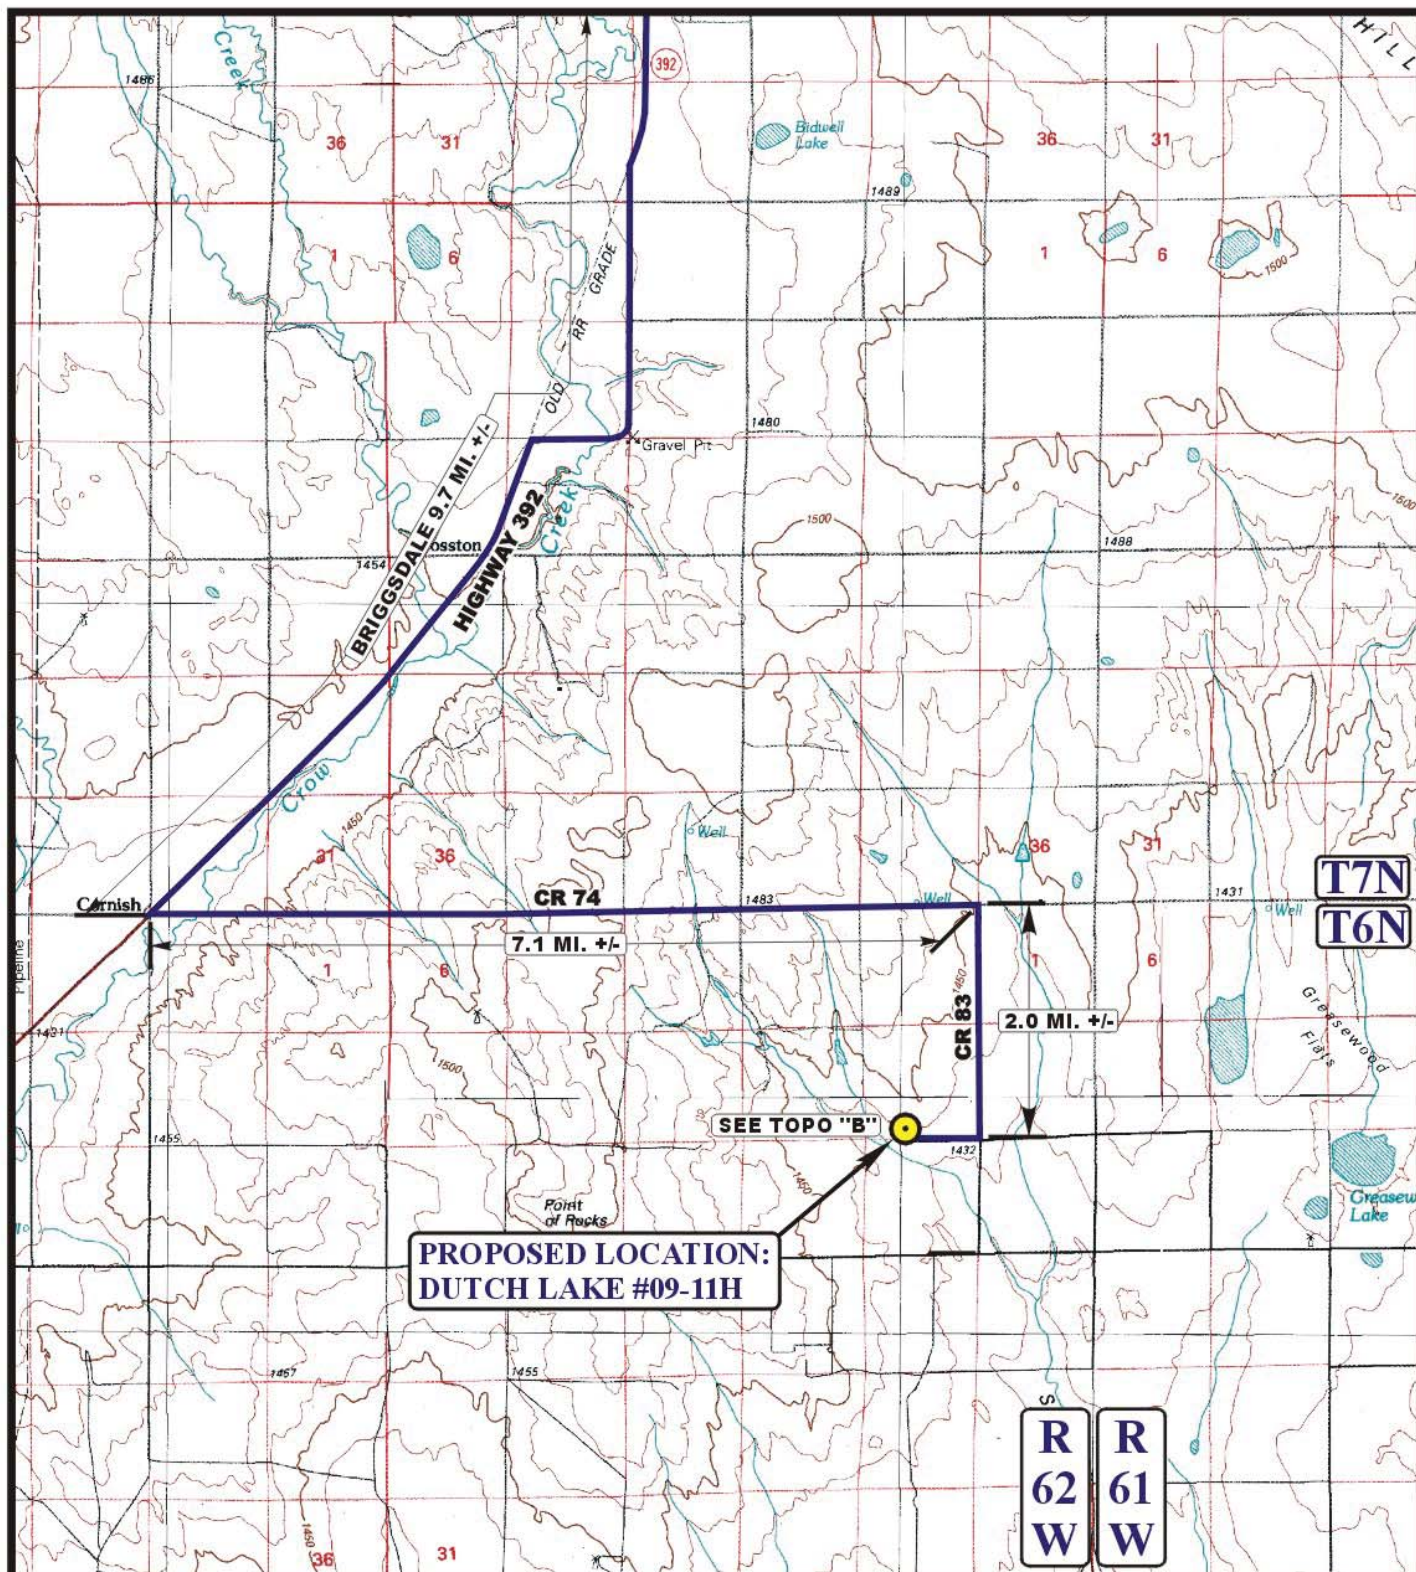 HILL
Creek
1486
392
36
31
Bidwell
Lake
36
31
1489
1
6
1
6
1500
OLD RR GRADE
BRIGGSDALE 9.7 MI. +/-
Gravel Pit
1480
1500
HIGHWAY 392
Creek
osston
1454
1500
1488
Crow
1450
31
36
Well
36
31
T7N
Cornish
CR 74
1483
Well
1431
Well
T6N
7.1 MI. +/-
1
6
1
6
Pipeline
1450
CR 83
2.0 MI. +/-
Greasewood
Flats
1431
1500
SEE TOPO "B"
1455
1432
1450
Point
of Rocks
Greasew
Lake
PROPOSED LOCATION:
DUTCH LAKE #09-11H
1457
1455
S
R
62
W
R
61
W
1450
36
31